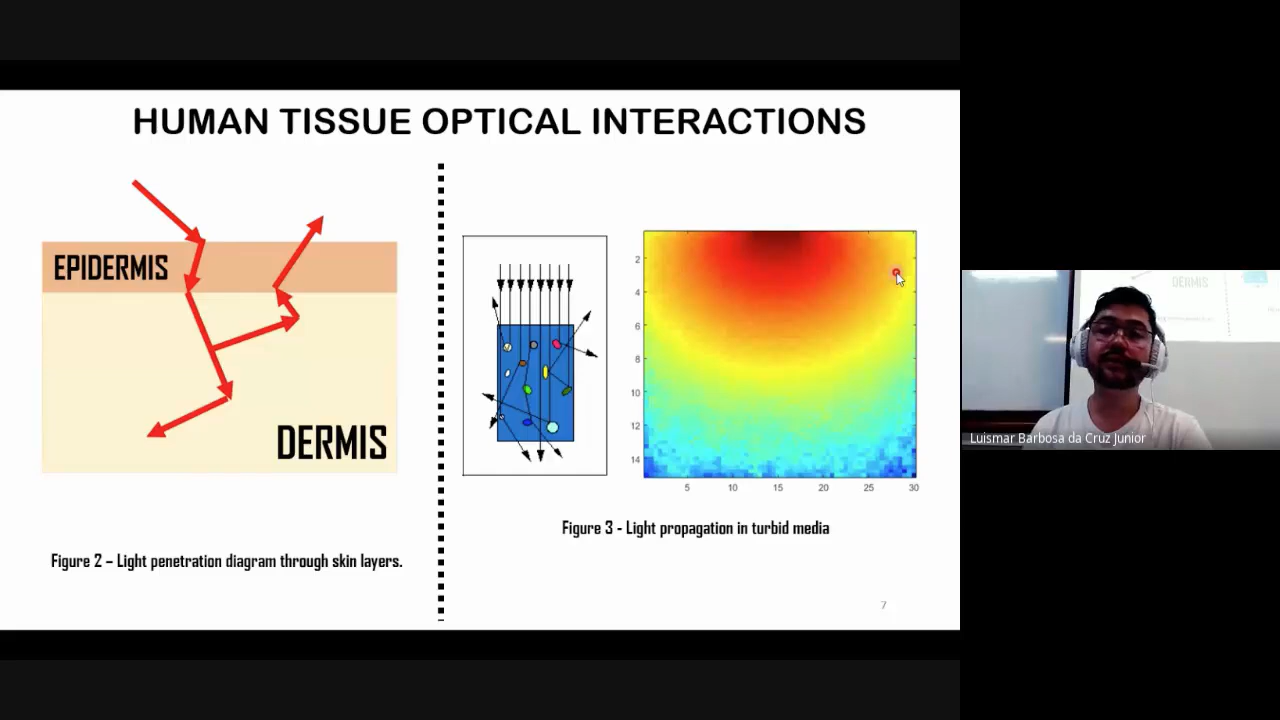 HUMAN TISSUE OPTICAL INTERACTIONS
EPIDERMIS
DERMIS
Figure 2 – Light penetration diagram through skin layers.
2
4
6
8
10
12
14
5
10
15
20
25
30
Figure 3 - Light propagation in turbid media
7
DERMIS
Luismar Barbosa da Cruz Junior